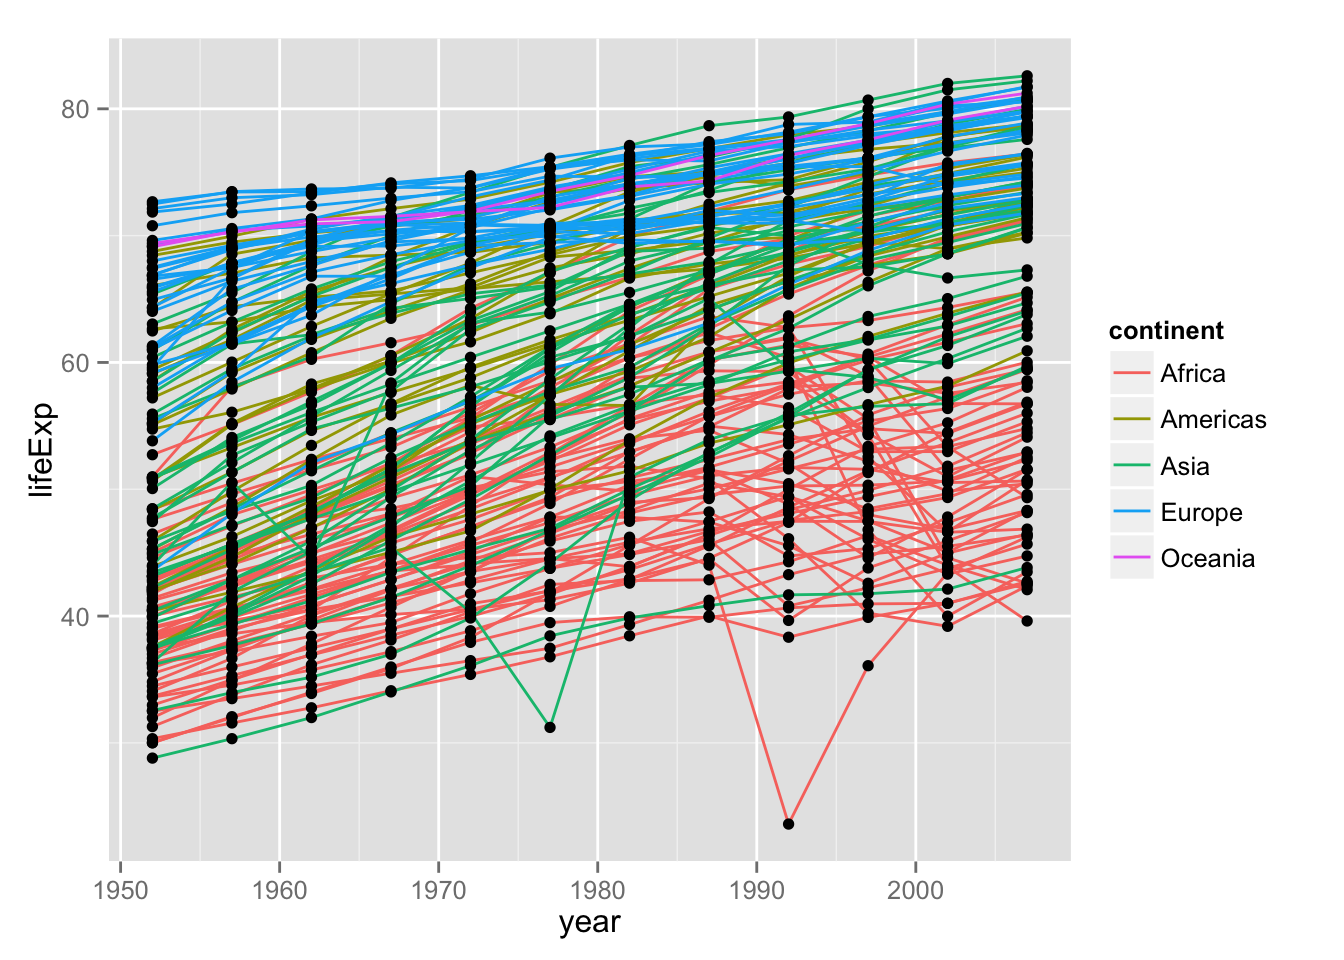 80
60
40
lifeExp
1950 1960 1970 1980 1990 2000
year
continent
Africa
Americas
Asia
Europe
Oceania